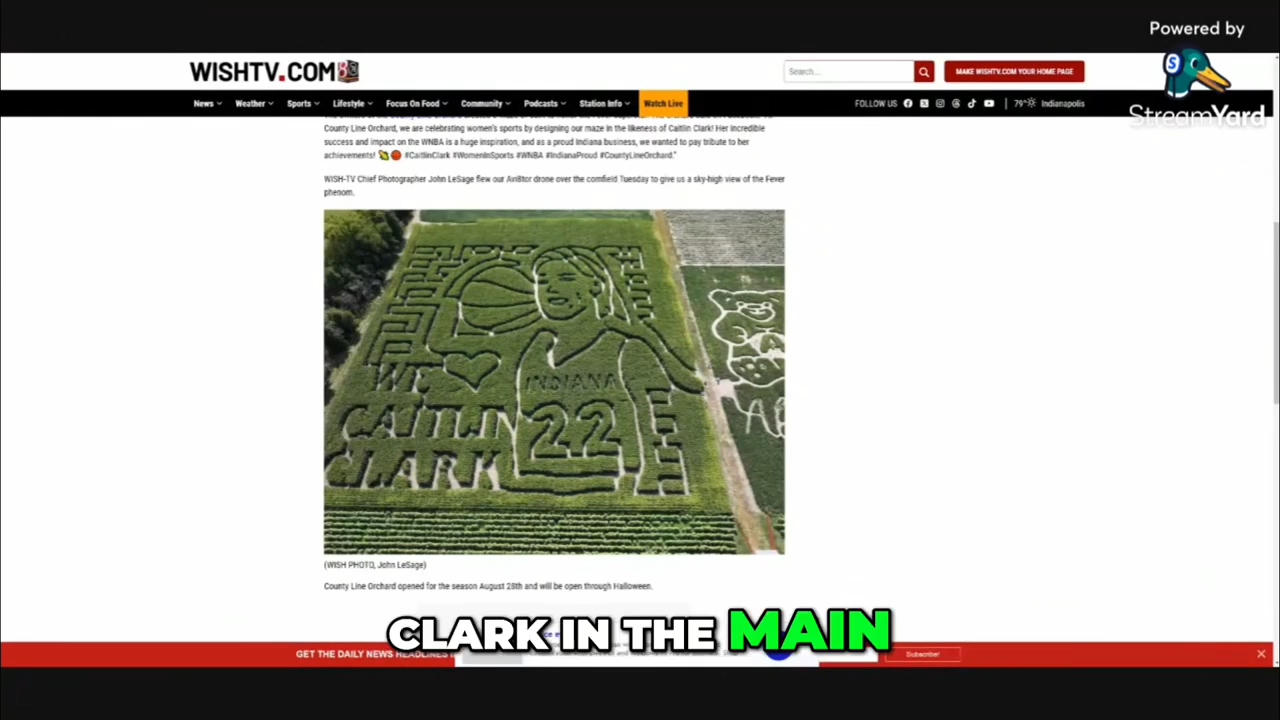 Powered by
StreamYard
WISHTV.COM 8
Search...
MAKE WISHTV.COM YOUR HOME PAGE
News Weather Sports Lifestyle Focus On Food Community Podcasts Station Info Watch Live FOLLOW US 79° Indianapolis
County Line Orchard, we are celebrating women's sports by designing our maze in the likeness of Caitlin Clark! Her incredible
success and impact on the WNBA is a huge inspiration, and as a proud Indiana business, we wanted to pay tribute to her
achievements! 🌽 🏀 #CaitlinClark #WomenInSports #WNBA #IndianaProud #CountyLineOrchard."
WISH-TV Chief Photographer John LeSage flew our Avi8tor drone over the cornfield Tuesday to give us a sky-high view of the Fever
phenom.
INDIANA
22
WE
CAITLIN
CLARK
(WISH PHOTO, John LeSage)
County Line Orchard opened for the season August 28th and will be open through Halloween.
CLARK IN THE MAIN
GET THE DAILY NEWS HEADLINES
Subscribe!